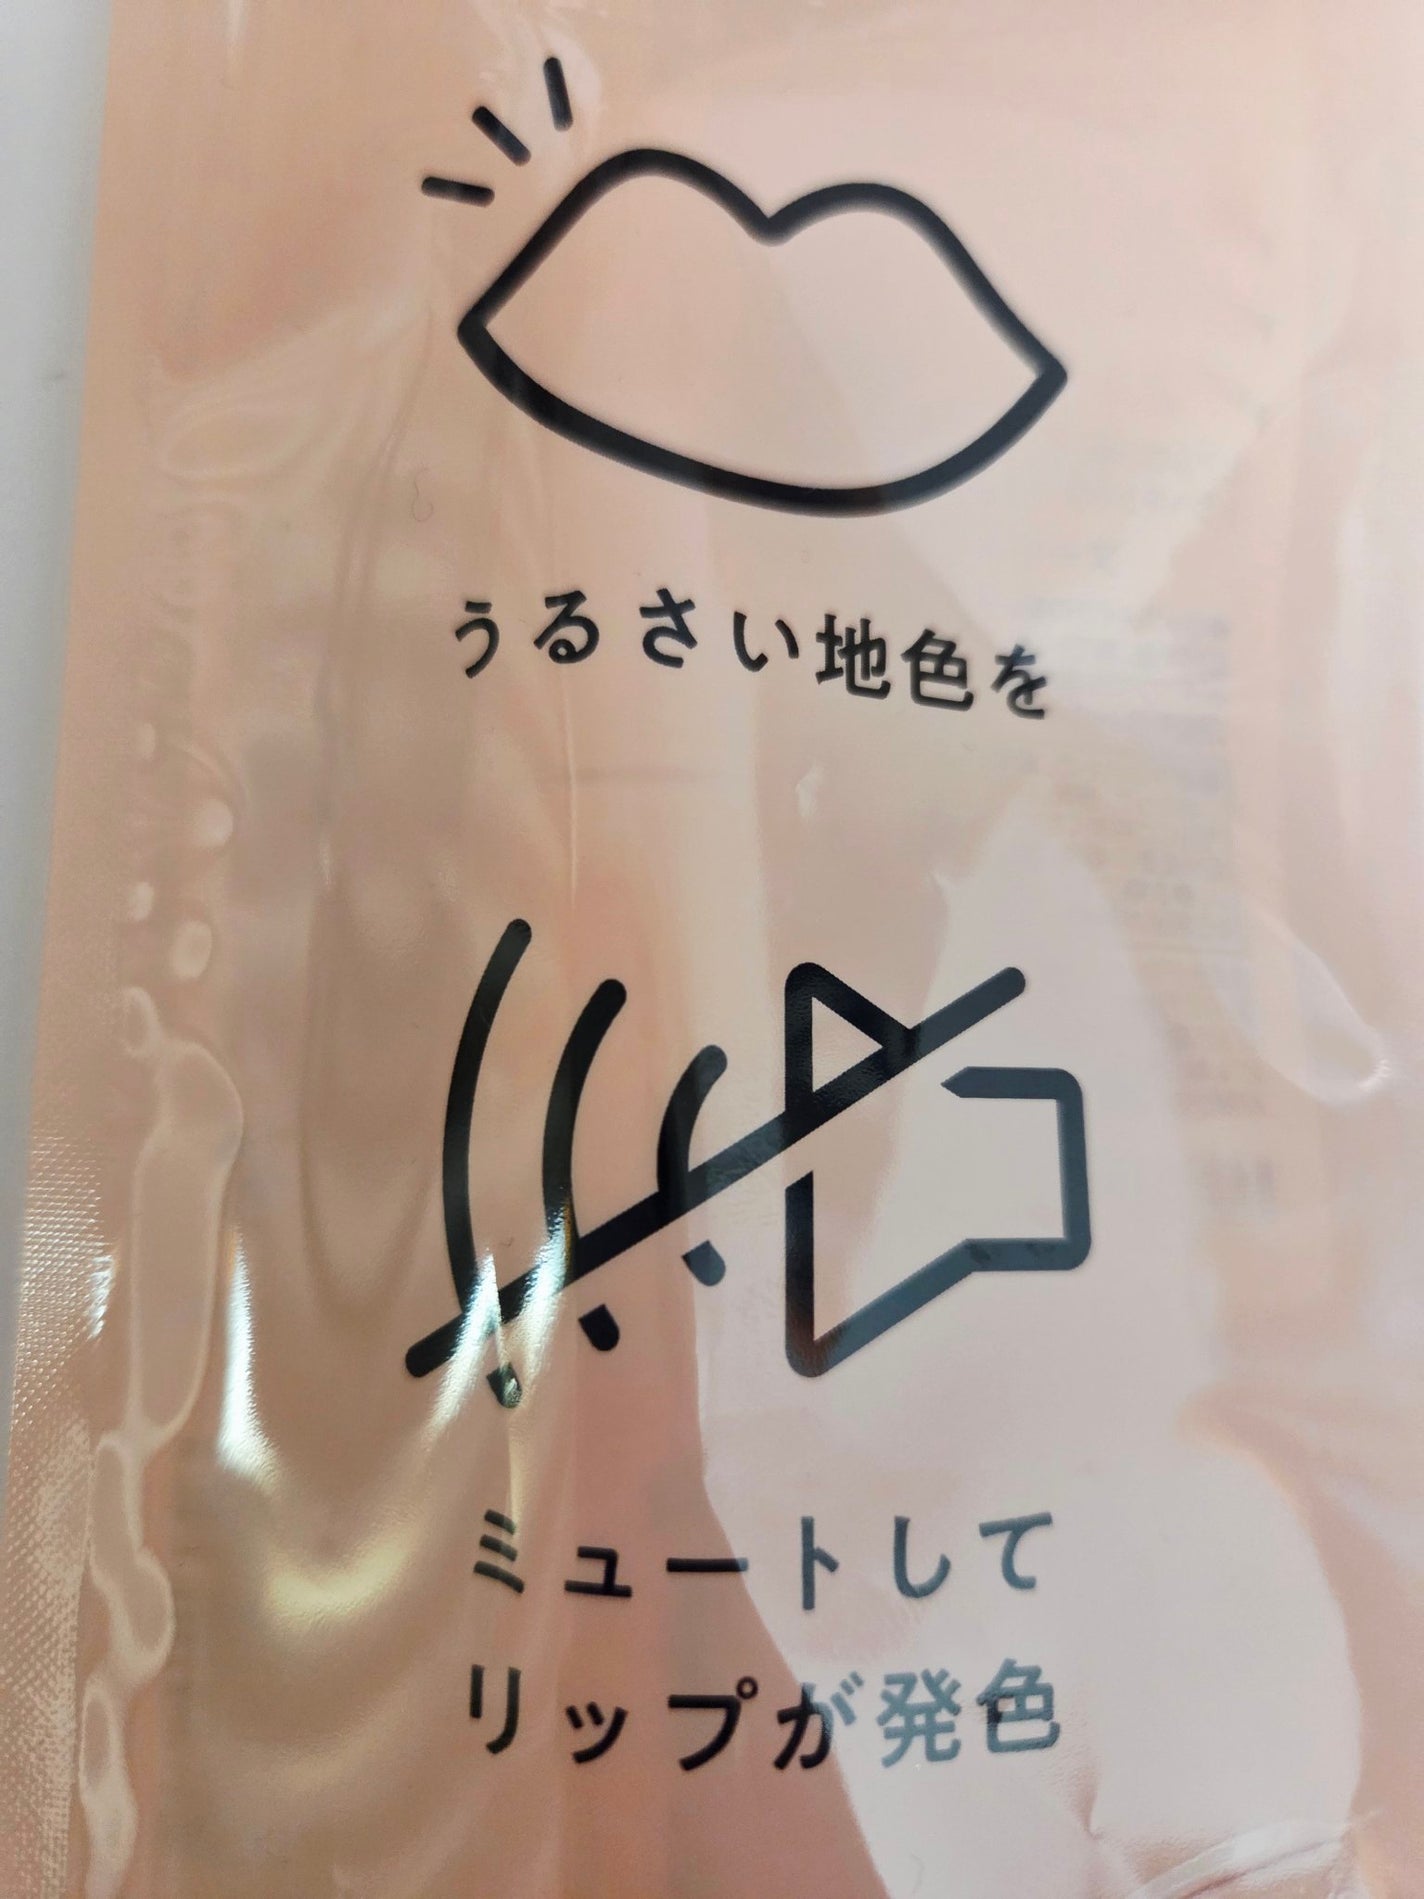 うるさい地色を
ミュートして
リップが発色